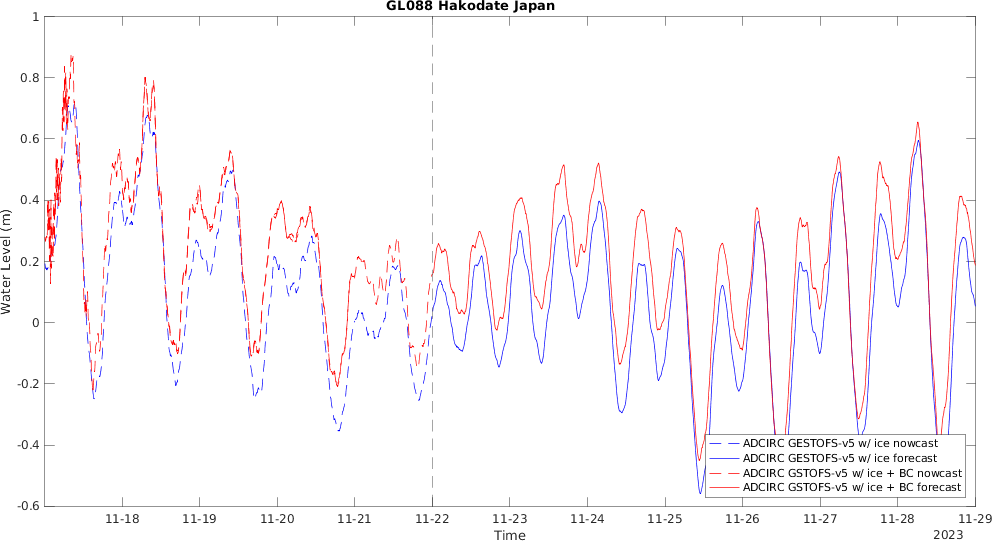 GL088 Hakodate Japan
1
0.8
0.6
0.4
0.2
0
-0.2
-0.4
-0.6
Water Level (m)
ADCIRC GESTOFS-v5 w/ ice nowcast
ADCIRC GESTOFS-v5 w/ ice forecast
ADCIRC GSTOFS-v5 w/ ice + BC nowcast
ADCIRC GSTOFS-v5 w/ ice + BC forecast
11-18 11-19 11-20 11-21 11-22 11-23 11-24 11-25 11-26 11-27 11-28 11-29
Time 2023